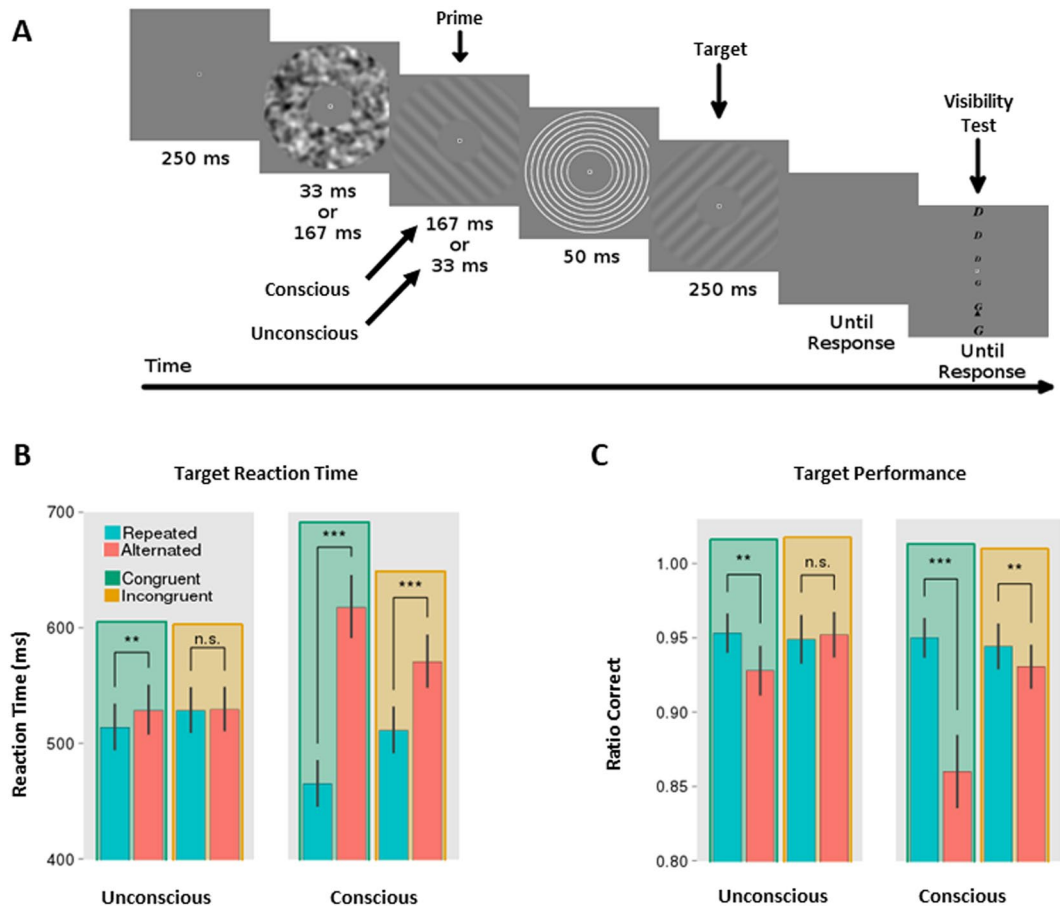 A
Prime
Target
Visibility
Test
250 ms
33 ms
or
167 ms
167 ms
or
33 ms
50 ms
250 ms
Until
Response
D
D
D
G
G
G
Until
Response
Conscious
Unconscious
Time
B
Target Reaction Time
Reaction Time (ms)
700
600
500
400
Repeated
Alternated
Congruent
Incongruent
**
n.s.
***
***
Unconscious
Conscious
C
Target Performance
Ratio Correct
1.00
0.95
0.90
0.85
0.80
**
n.s.
***
**
Unconscious
Conscious